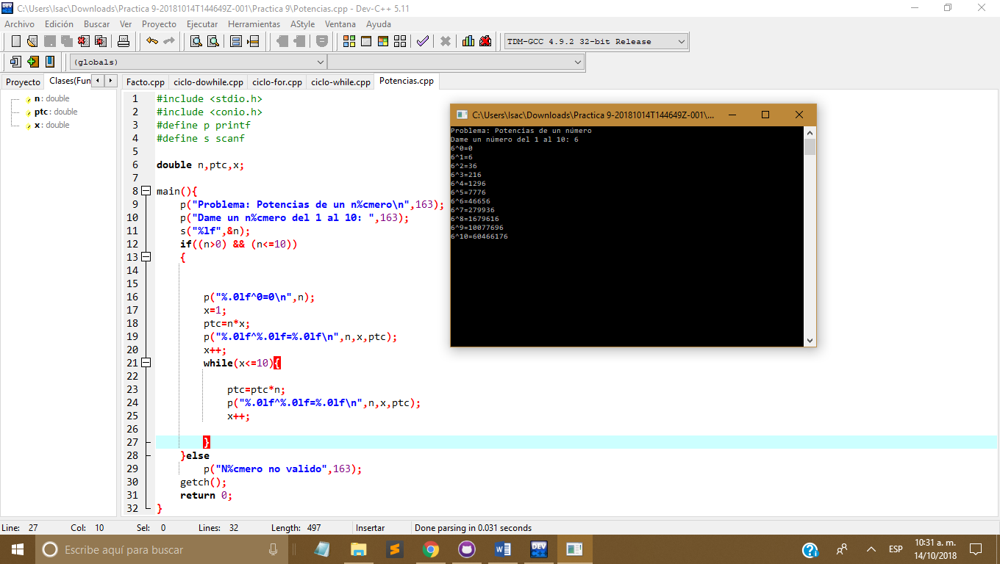 C:\Users\Isac\Downloads\Practica 9-20181014T144649Z-001\Practica 9\Potencias.cpp - Dev-C++ 5.11
Archivo Edición Buscar Ver Proyecto Ejecutar Herramientas AStyle Ventana Ayuda
TDM-GCC 4.9.2 32-bit Release
(globals)
Proyecto Clases(Fun
Facto.cpp ciclo-dowhile.cpp ciclo-for.cpp ciclo-while.cpp Potencias.cpp
n : double
ptc : double
x : double
1 #include <stdio.h>
2 #include <conio.h>
3 #define p printf
4 #define s scanf
5
6 double n,ptc,x;
7
8 main(){
9 p("Problema: Potencias de un n%cmero\n",163);
10 p("Dame un n%cmero del 1 al 10: ",163);
11 s("%lf",&n);
12 if((n>0) && (n<=10))
13 {
14
15
16 p("%.0lf^0=0\n",n);
17 x=1;
18 ptc=n*x;
19 p("%.0lf^%.0lf=%.0lf\n",n,x,ptc);
20 x++;
21 while(x<=10){
22
23 ptc=ptc*n;
24 p("%.0lf^%.0lf=%.0lf\n",n,x,ptc);
25 x++;
26
27 }
28 }else
29 p("N%cmero no valido",163);
30 getch();
31 return 0;
32 }
C:\Users\Isac\Downloads\Practica 9-20181014T144649Z-001\...
Problema: Potencias de un número
Dame un número del 1 al 10: 6
6^0=0
6^1=6
6^2=36
6^3=216
6^4=1296
6^5=7776
6^6=46656
6^7=279936
6^8=1679616
6^9=10077696
6^10=60466176
Line: 27 Col: 10 Sel: 0 Lines: 32 Length: 497 Insertar Done parsing in 0.031 seconds
Escribe aquí para buscar
DEV
ESP
10:31 a. m.
14/10/2018